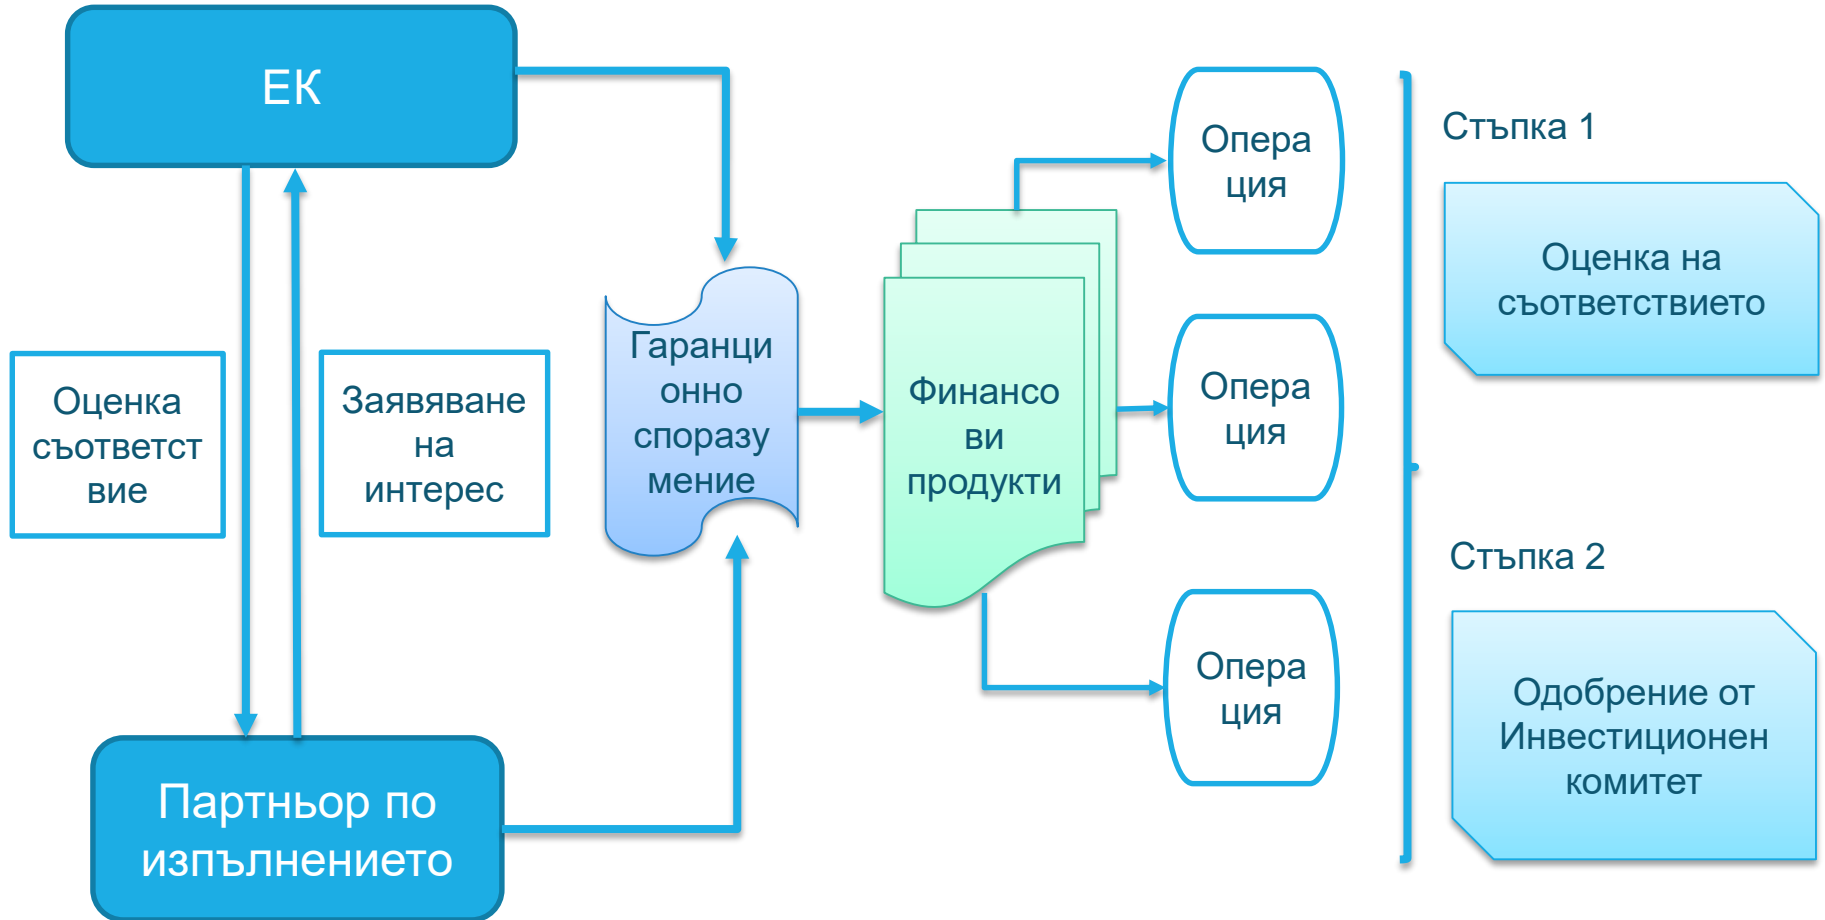 ЕК
Оценка
съответст
вие
Заявяване
на
интерес
Партньор по
изпълнението
Гаранци
онно
споразу
мение
Финансо
ви
продукти
Опера
ция
Опера
ция
Опера
ция
Стъпка 1
Оценка на
съответствието
Стъпка 2
Одобрение от
Инвестиционен
комитет